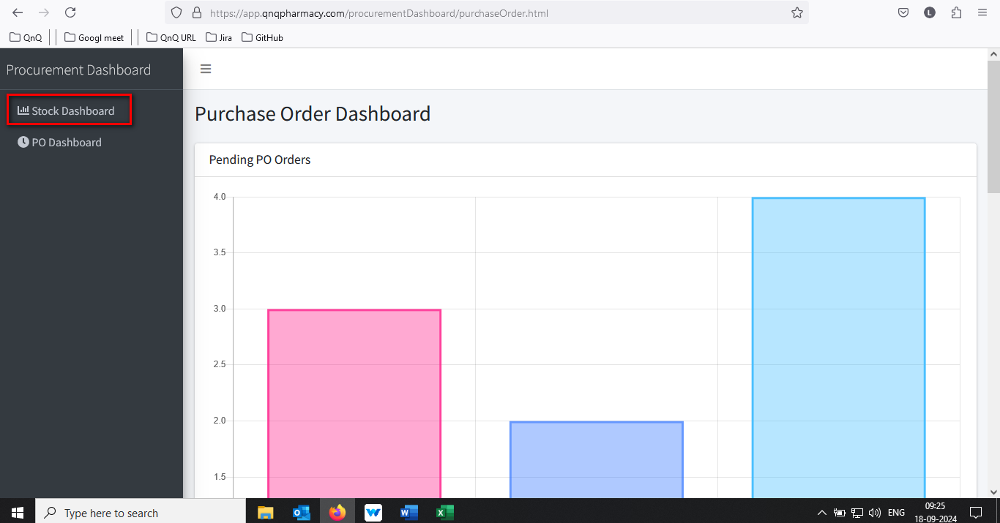 https://app.qnqpharmacy.com/procurementDashboard/purchaseOrder.html
L
QnQ
Googl meet
QnQ URL
Jira
GitHub
Procurement Dashboard
Stock Dashboard
PO Dashboard
Purchase Order Dashboard
Pending PO Orders
4.0
3.5
3.0
2.5
2.0
1.5
Type here to search
ENG
09:25
18-09-2024